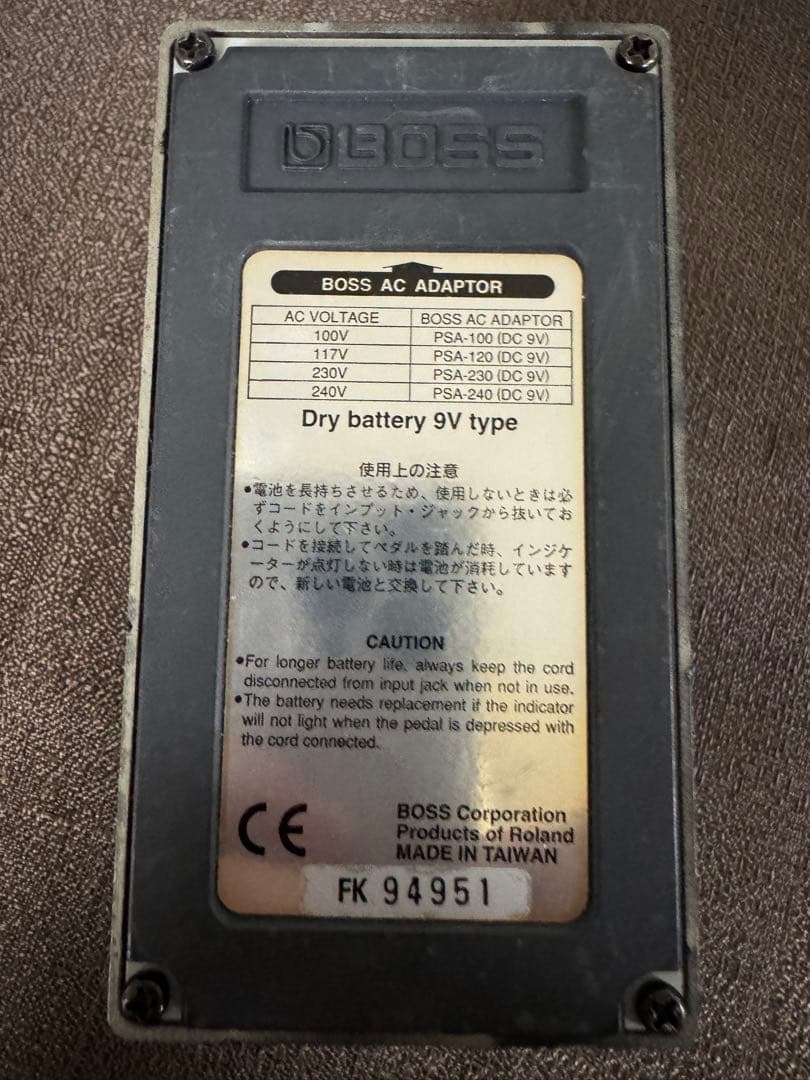 BOSS
BOSS AC ADAPTOR
AC VOLTAGE BOSS AC ADAPTOR
100V PSA-100 (DC 9V)
117V PSA-120 (DC 9V)
230V PSA-230 (DC 9V)
240V PSA-240 (DC 9V)
Dry battery 9V type
使用上の注意
•電池を長持ちさせるため、使用しないときは必
ずコードをインプット・ジャックから抜いてお
くようにして下さい。
•コードを接続してペダルを踏んだ時、インジケ
ーターが点灯しない時は電池が消耗しています
ので、新しい電池と交換して下さい。
CAUTION
•For longer battery life, always keep the cord
disconnected from input jack when not in use.
•The battery needs replacement if the indicator
will not light when the pedal is depressed with
the cord connected.
CE
BOSS Corporation
Products of Roland
MADE IN TAIWAN
FK 94951